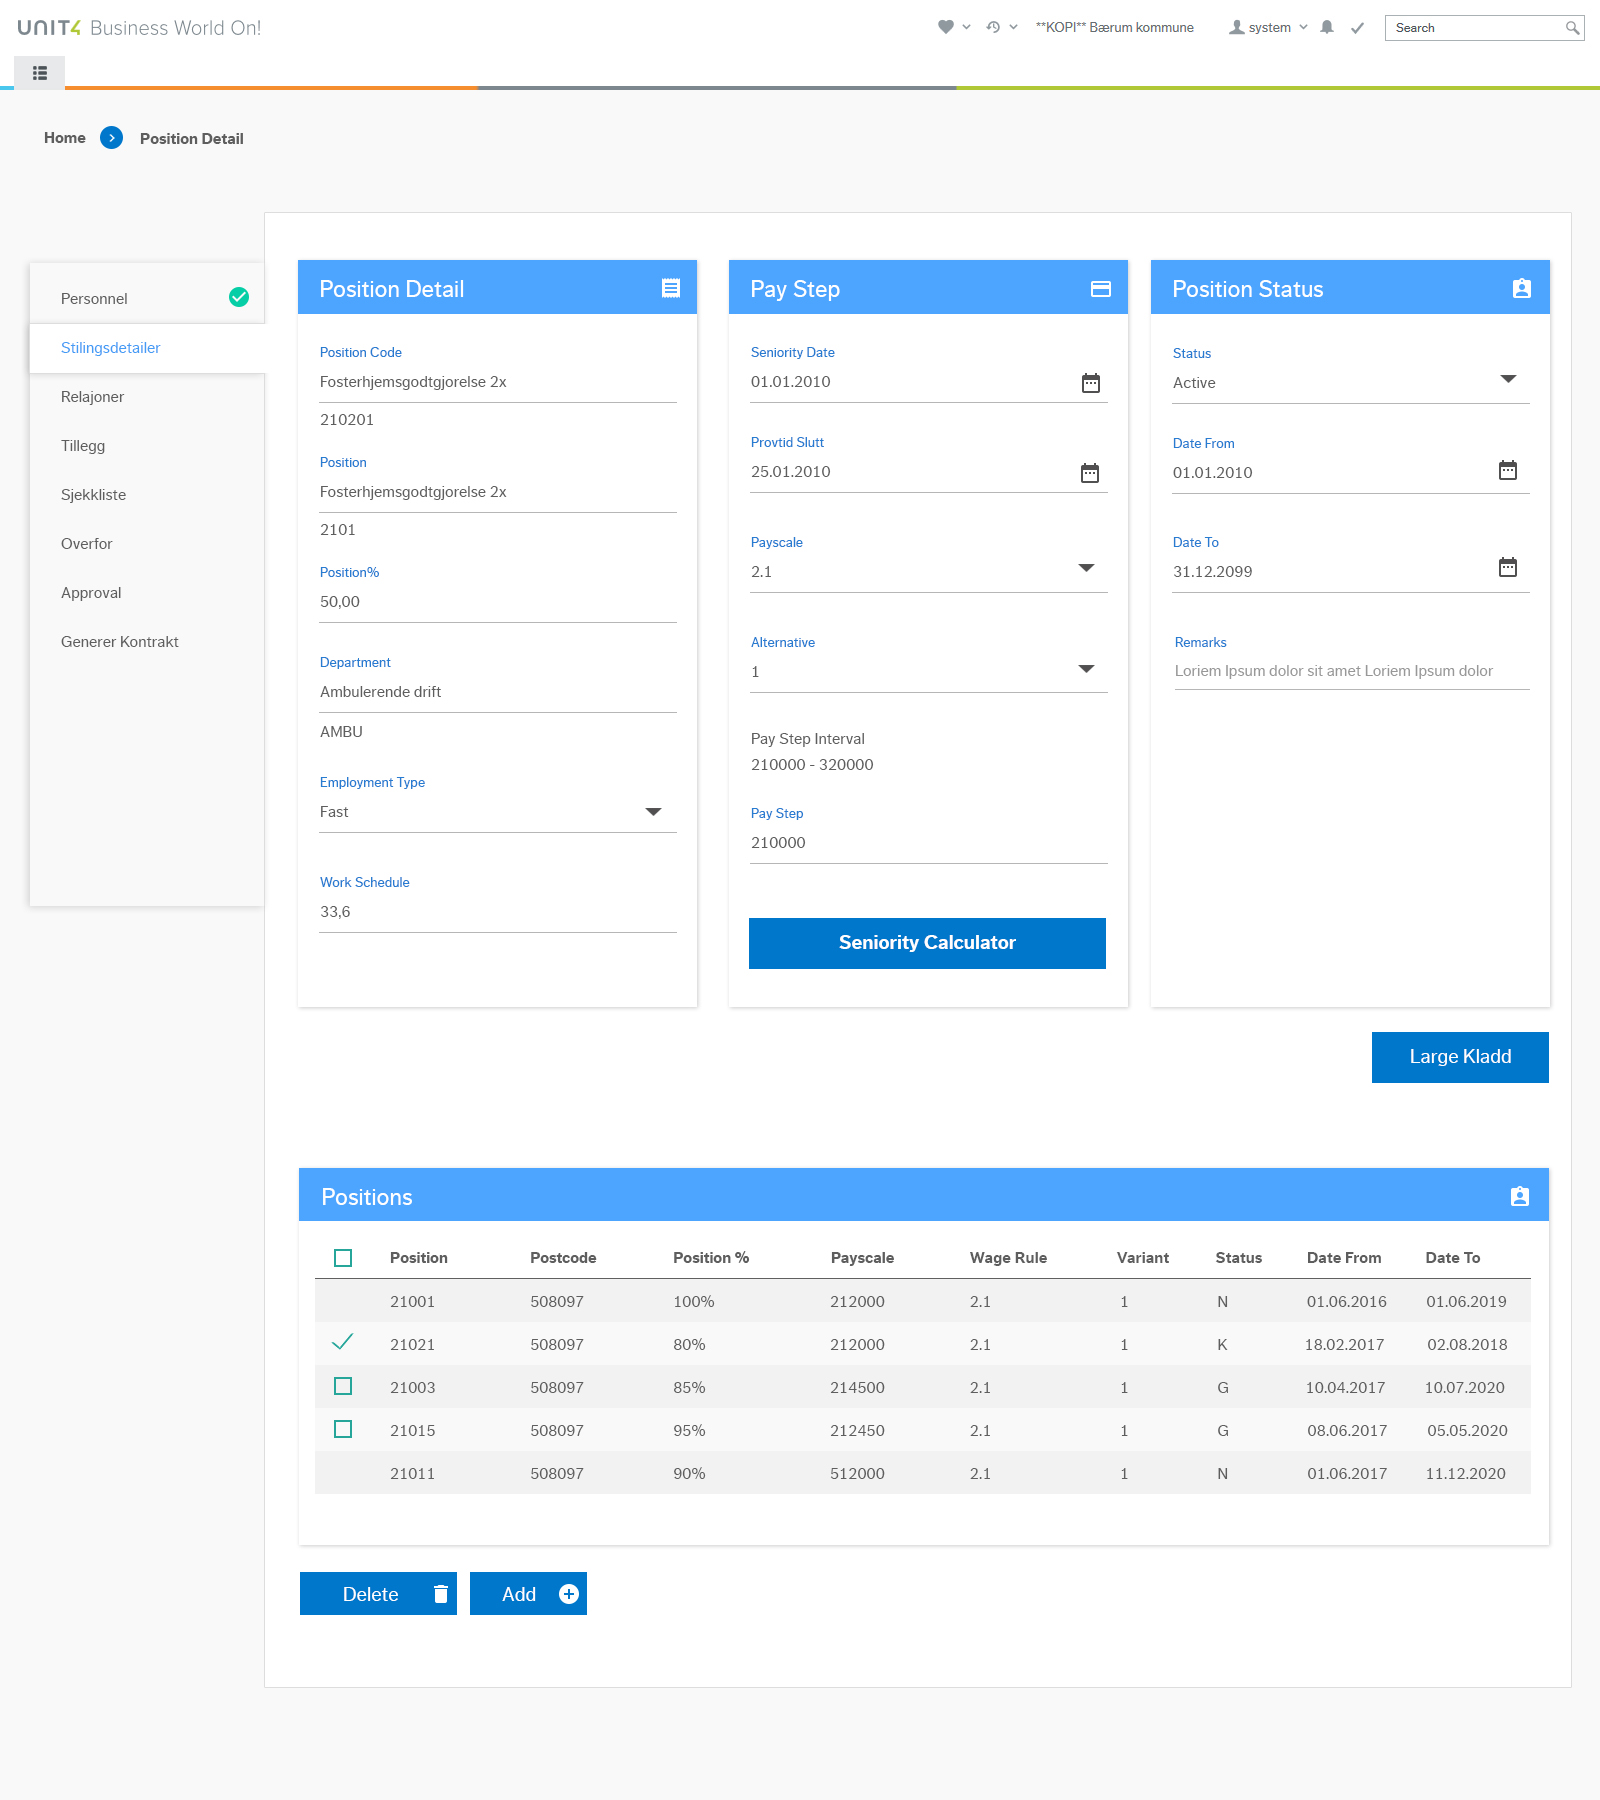 UNIT4 Business World On!
**KOPI** Bærum kommune
system
Search
Home
Position Detail
Personnel
Stilingsdetailer
Relajoner
Tillegg
Sjekkliste
Overfor
Approval
Generer Kontrakt
Position Detail
Position Code
Fosterhjemsgodtgjorelse 2x
210201
Position
Fosterhjemsgodtgjorelse 2x
2101
Position%
50,00
Department
Ambulerende drift
AMBU
Employment Type
Fast
Work Schedule
33,6
Pay Step
Seniority Date
01.01.2010
Provtid Slutt
25.01.2010
Payscale
2.1
Alternative
1
Pay Step Interval
210000 - 320000
Pay Step
210000
Seniority Calculator
Position Status
Status
Active
Date From
01.01.2010
Date To
31.12.2099
Remarks
Loriem Ipsum dolor sit amet Loriem Ipsum dolor
Large Kladd
Positions
Position Postcode Position % Payscale Wage Rule Variant Status Date From Date To
21001 508097 100% 212000 2.1 1 N 01.06.2016 01.06.2019
21021 508097 80% 212000 2.1 1 K 18.02.2017 02.08.2018
21003 508097 85% 214500 2.1 1 G 10.04.2017 10.07.2020
21015 508097 95% 212450 2.1 1 G 08.06.2017 05.05.2020
21011 508097 90% 512000 2.1 1 N 01.06.2017 11.12.2020
Delete
Add